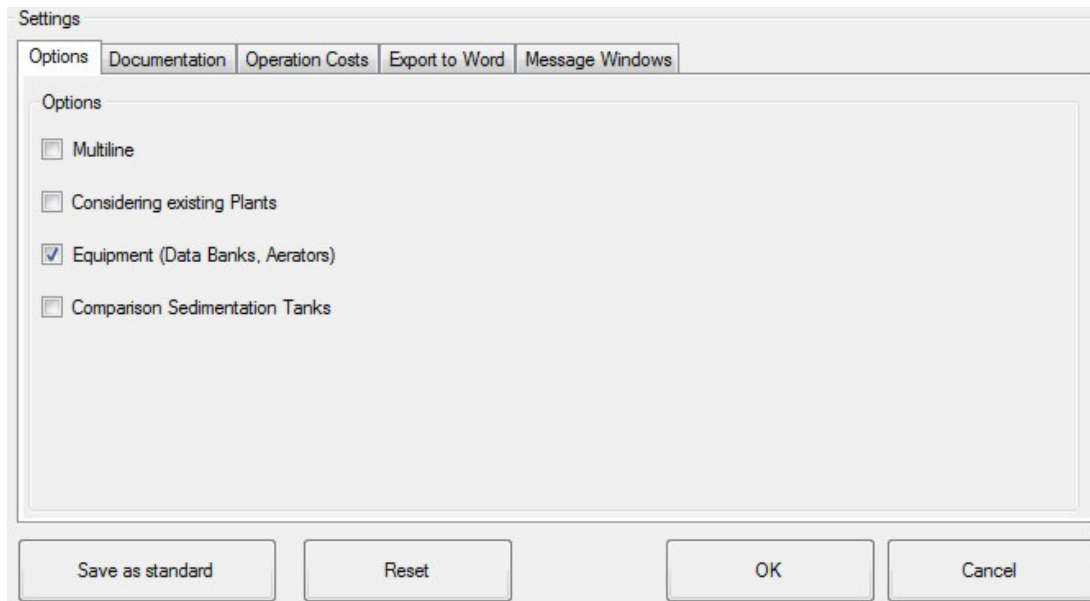 Settings
Options Documentation Operation Costs Export to Word Message Windows
Options
Multiline
Considering existing Plants
Equipment (Data Banks, Aerators)
Comparison Sedimentation Tanks
Save as standard Reset OK Cancel